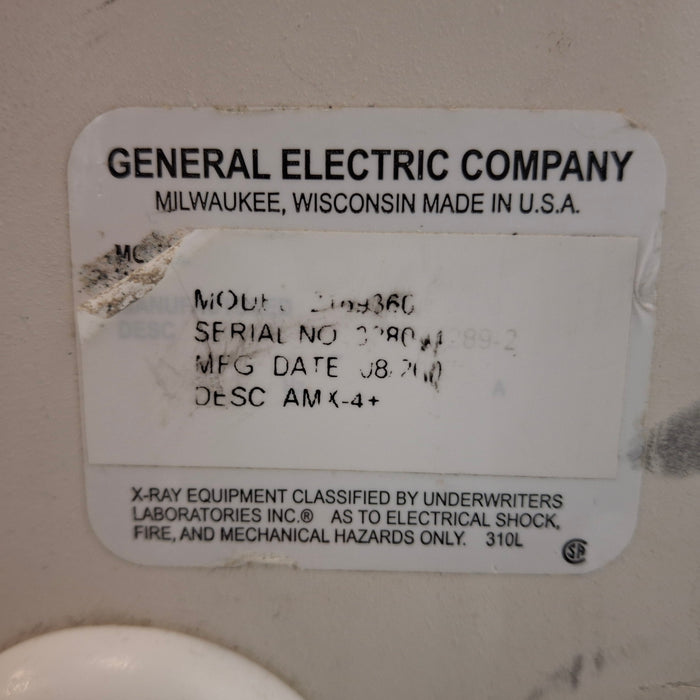 GENERAL ELECTRIC COMPANY
MILWAUKEE, WISCONSIN MADE IN U.S.A.
MODEL
SERIAL NO
MFG DATE
DESC AMX-4+
X-RAY EQUIPMENT CLASSIFIED BY UNDERWRITERS
LABORATORIES INC.® AS TO ELECTRICAL SHOCK,
FIRE, AND MECHANICAL HAZARDS ONLY. 310L